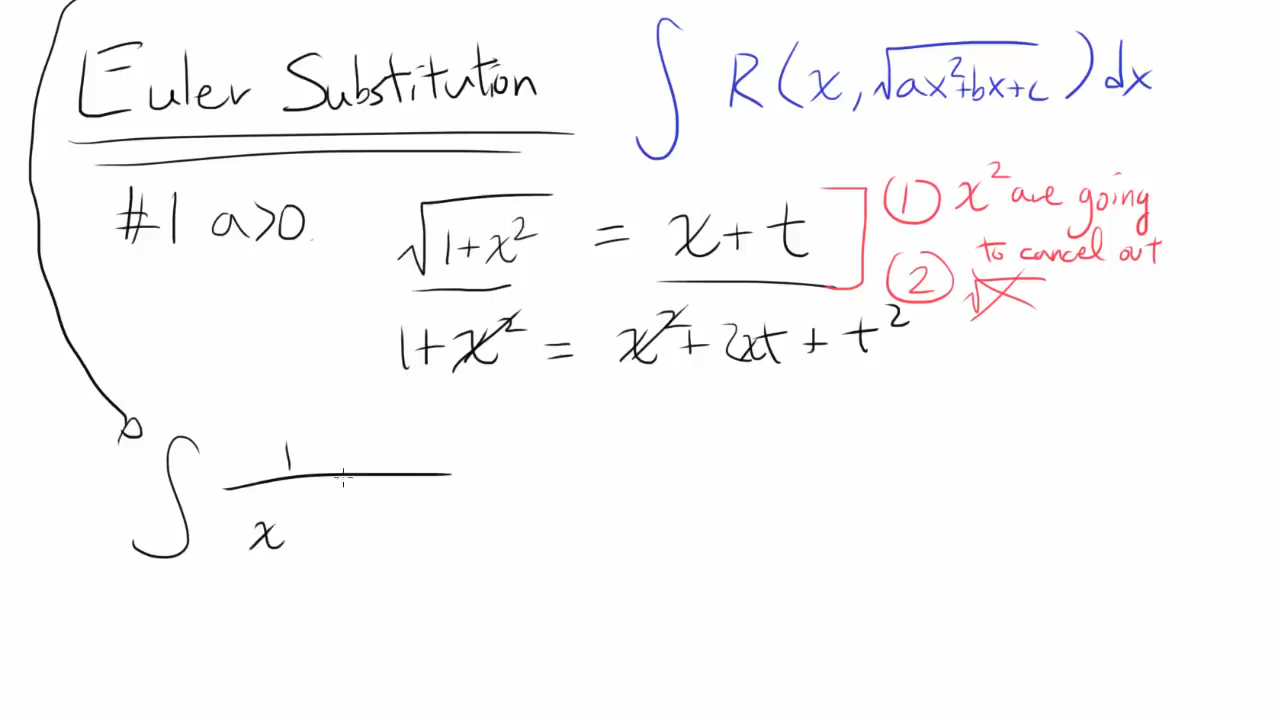 Euler Substitution ∫ R(x, √ax²+bx+c) dx
#1 a>0 √1+x² = x+t
① x² are going
to cancel out
② √x
1+x² = x²+2xt+t²
∫ 1/x